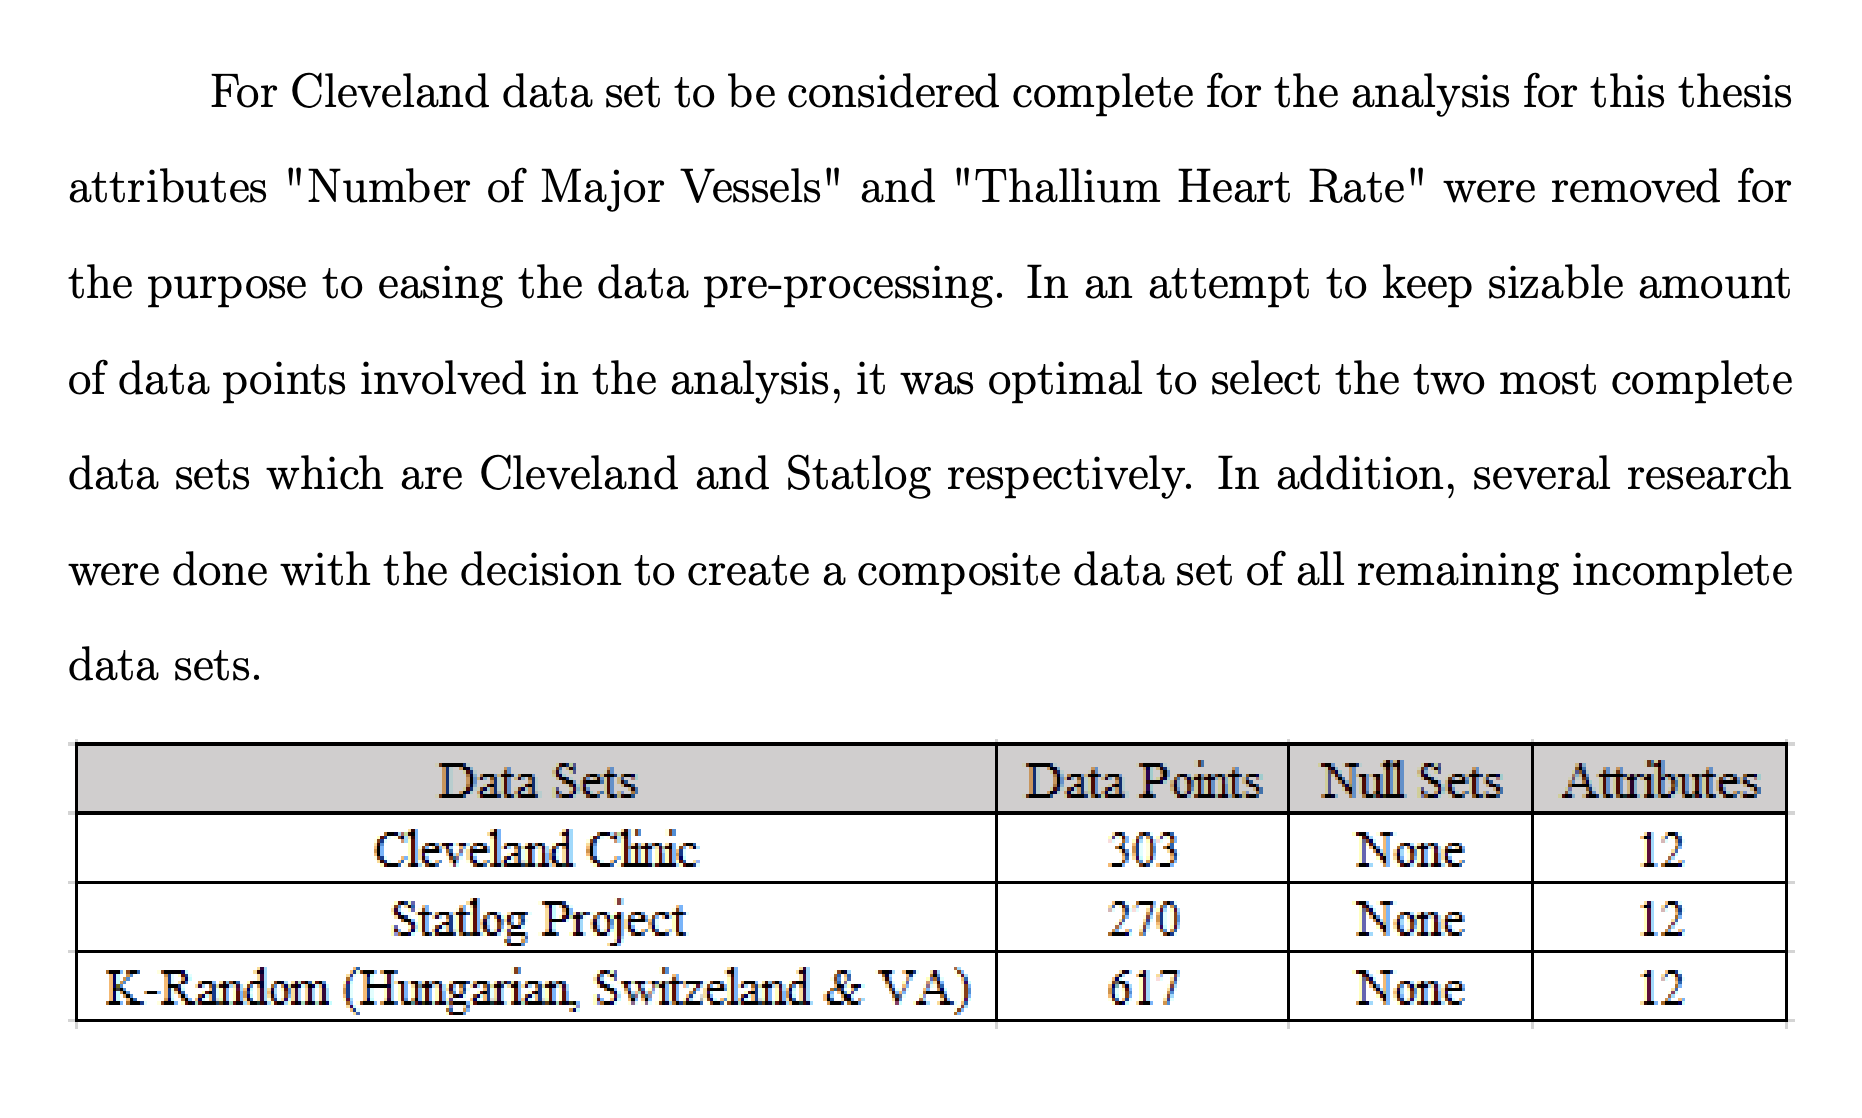 For Cleveland data set to be considered complete for the analysis for this thesis
attributes "Number of Major Vessels" and "Thallium Heart Rate" were removed for
the purpose to easing the data pre-processing. In an attempt to keep sizable amount
of data points involved in the analysis, it was optimal to select the two most complete
data sets which are Cleveland and Statlog respectively. In addition, several research
were done with the decision to create a composite data set of all remaining incomplete
data sets.
Data Sets Data Points Null Sets Attributes
Cleveland Clinic 303 None 12
Statlog Project 270 None 12
K-Random (Hungarian, Switzeland & VA) 617 None 12